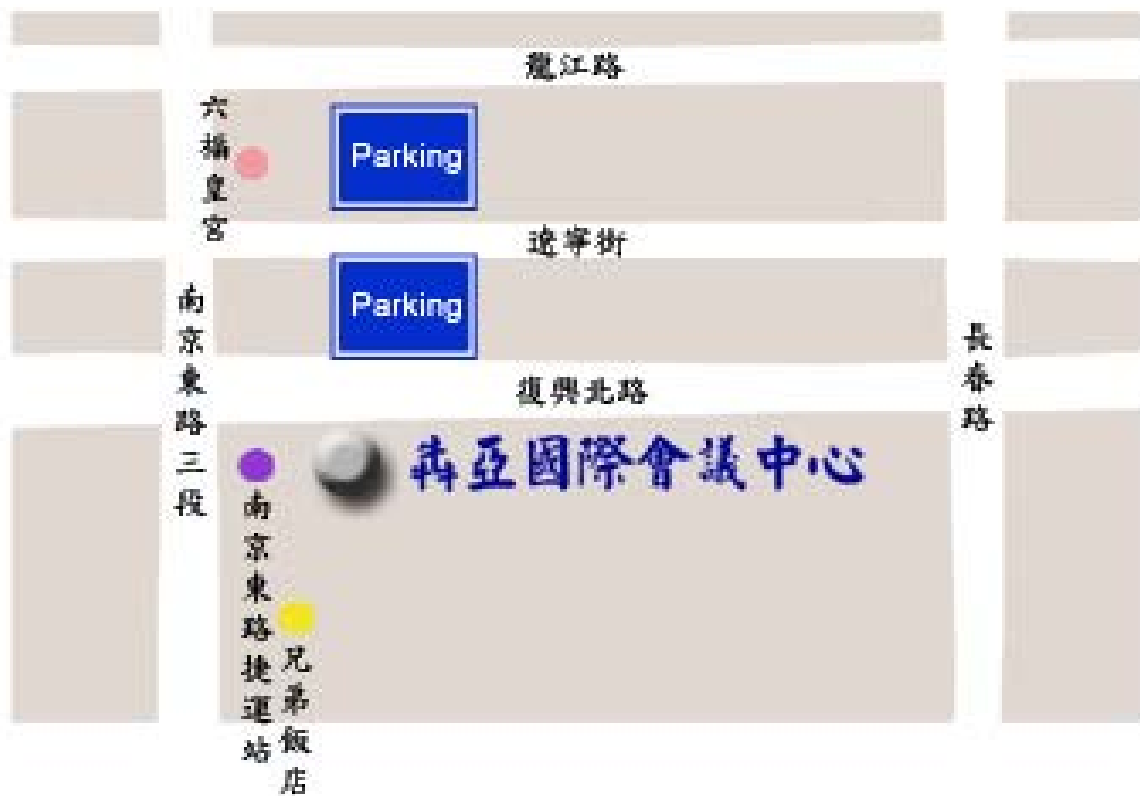 龍江路
六福皇宮
Parking
遼寧街
Parking
南京東路三段
長春路
復興北路
犇亞國際會議中心
南京東路捷運站
兄弟飯店